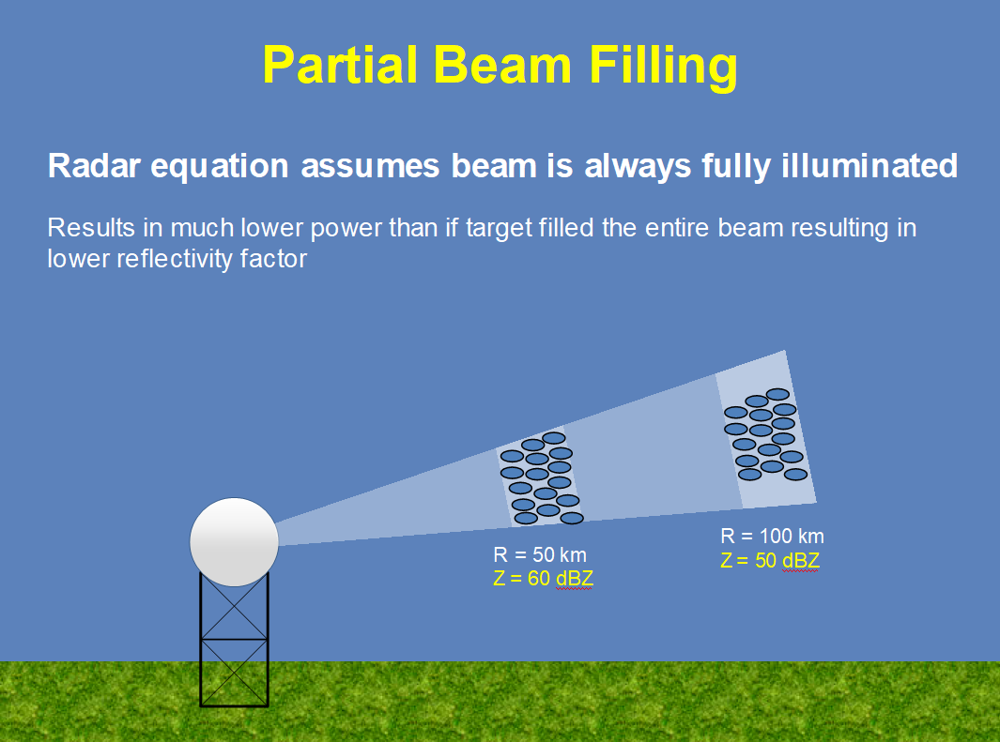 Partial Beam Filling
Radar equation assumes beam is always fully illuminated
Results in much lower power than if target filled the entire beam resulting in
lower reflectivity factor
R = 50 km
Z = 60 dBZ
R = 100 km
Z = 50 dBZ